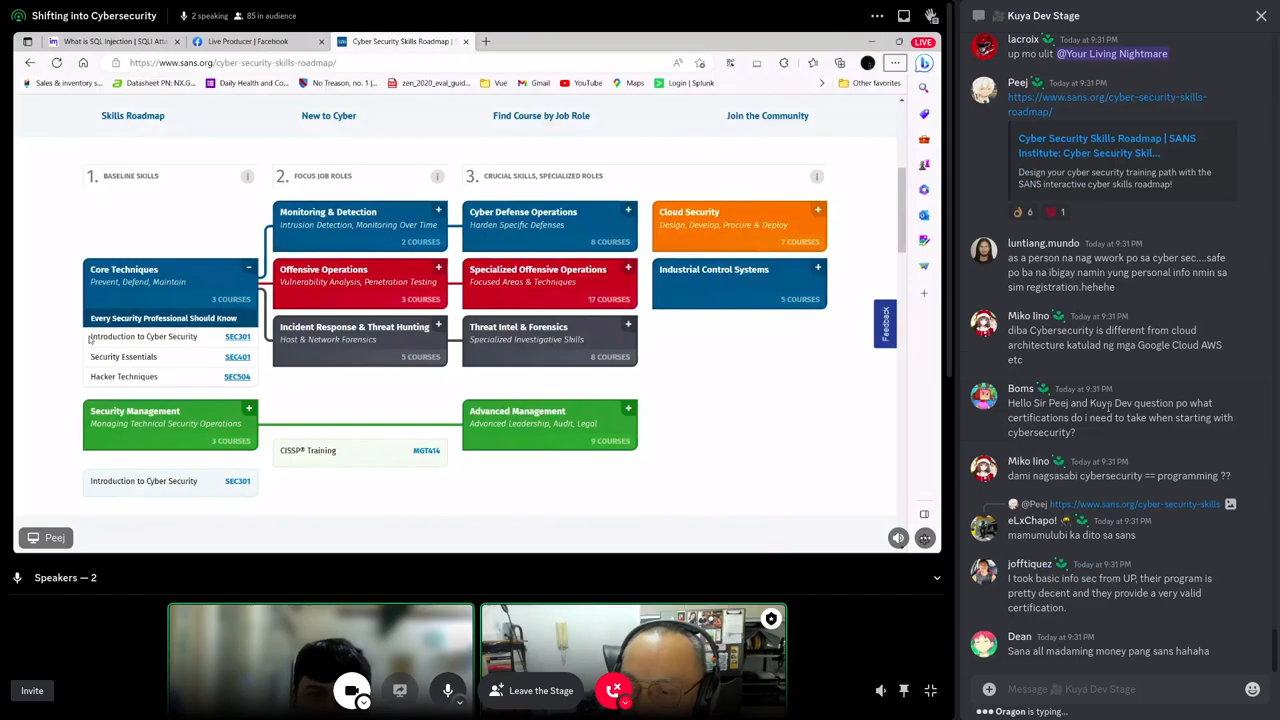 Shifting into Cybersecurity
2 speaking
85 in audience
What is SQL Injection | SQLI Atta
Live Producer | Facebook
Cyber Security Skills Roadmap | S
LIVE
https://www.sans.org/cyber-security-skills-roadmap/
Sales & inventory s...
Datasheet PN: NX.G...
Daily Health and Co...
No Treason, no. 1 |...
zen_2020_eval_guid...
Vue
Gmail
YouTube
Maps
Login | Splunk
Other favorites
Skills Roadmap
New to Cyber
Find Course by Job Role
Join the Community
1. BASELINE SKILLS
2. FOCUS JOB ROLES
3. CRUCIAL SKILLS, SPECIALIZED ROLES
Core Techniques
Prevent, Defend, Maintain
3 COURSES
Every Security Professional Should Know
Introduction to Cyber Security SEC301
Security Essentials SEC401
Hacker Techniques SEC504
Security Management
Managing Technical Security Operations
3 COURSES
Introduction to Cyber Security SEC301
Monitoring & Detection
Intrusion Detection, Monitoring Over Time
2 COURSES
Offensive Operations
Vulnerability Analysis, Penetration Testing
3 COURSES
Incident Response & Threat Hunting
Host & Network Forensics
5 COURSES
CISSP® Training MGT414
Cyber Defense Operations
Harden Specific Defenses
8 COURSES
Specialized Offensive Operations
Focused Areas & Techniques
17 COURSES
Threat Intel & Forensics
Specialized Investigative Skills
8 COURSES
Advanced Management
Advanced Leadership, Audit, Legal
9 COURSES
Cloud Security
Design, Develop, Procure & Deploy
7 COURSES
Industrial Control Systems
5 COURSES
Feedback
Peej
Speakers — 2
Invite
Leave the Stage
Kuya Dev Stage
lacroix Today at 9:31 PM
up mo ulit @Your Living Nightmare
Peej Today at 9:31 PM
https://www.sans.org/cyber-security-skills-
roadmap/
Cyber Security Skills Roadmap | SANS
Institute: Cyber Security Skil...
Design your cyber security training path with the
SANS interactive cyber skills roadmap!
6
1
luntiang.mundo Today at 9:31 PM
as a person na nag wwork po sa cyber sec....safe
po ba na ibigay namin yung personal info nmin sa
sim registration.hehehe
Miko Iino Today at 9:31 PM
diba Cybersecurity is different from cloud
architecture katulad ng mga Google Cloud AWS
etc
Boms Today at 9:31 PM
Hello Sir Peej and Kuya Dev question po what
certifications do i need to take when starting with
cybersecurity?
Miko Iino Today at 9:31 PM
dami nagsasabi cybersecurity == programming ??
@Peej https://www.sans.org/cyber-security-skills
eLxChapo! Today at 9:31 PM
mamumulubi ka dito sa sans
jofftiquez Today at 9:31 PM
I took basic info sec from UP, their program is
pretty decent and they provide a very valid
certification.
Dean Today at 9:31 PM
Sana all madaming money pang sans hahaha
Message Kuya Dev Stage
Oragon is typing...